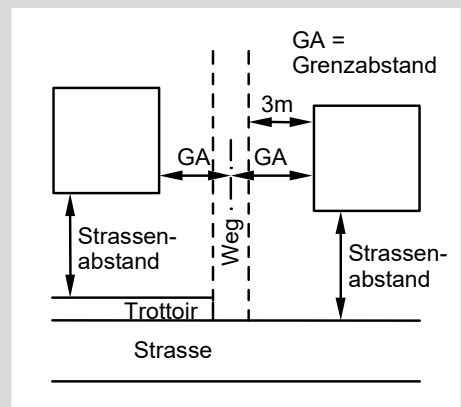 GA =
Grenzabstand
3m
GA
GA
Weg
Strassen-
abstand
Strassen-
abstand
Trottoir
Strasse